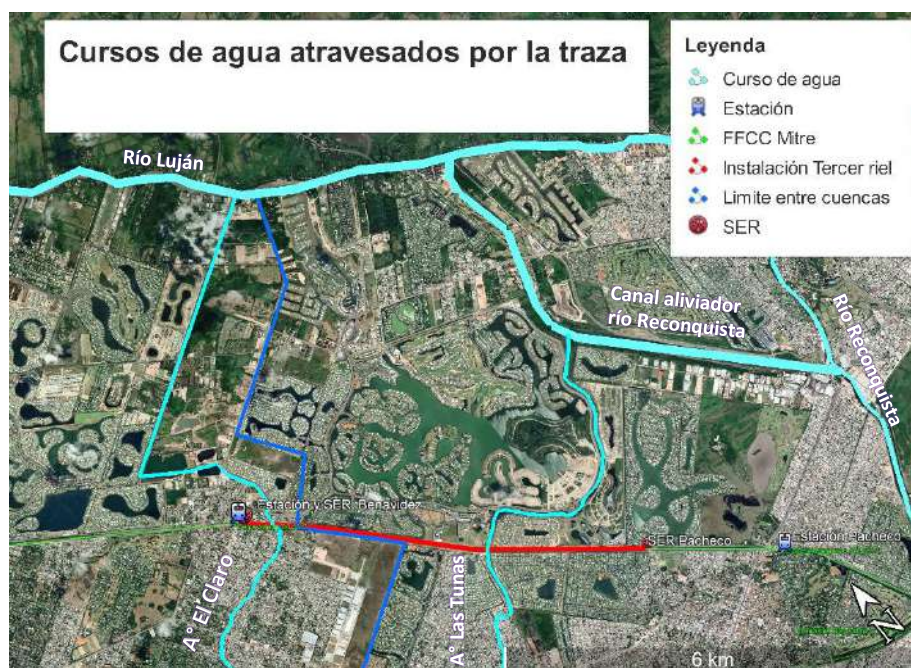 Cursos de agua atravesados por la traza
Leyenda
Curso de agua
Estación
FFCC Mitre
Instalación Tercer riel
Limite entre cuencas
SER
Río Luján
Canal aliviador
río Reconquista
Río Reconquista
Estación y SER Benavidez
SER Pacheco
Estación Pacheco
A° El Claro
A° Las Tunas
N
6 km